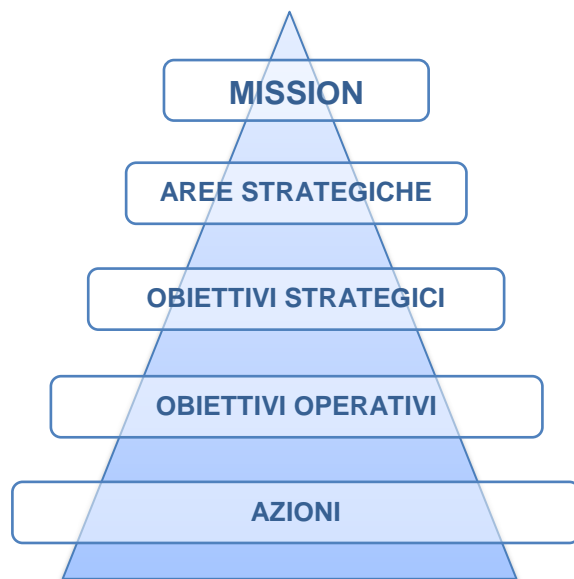 MISSION
AREE STRATEGICHE
OBIETTIVI STRATEGICI
OBIETTIVI OPERATIVI
AZIONI